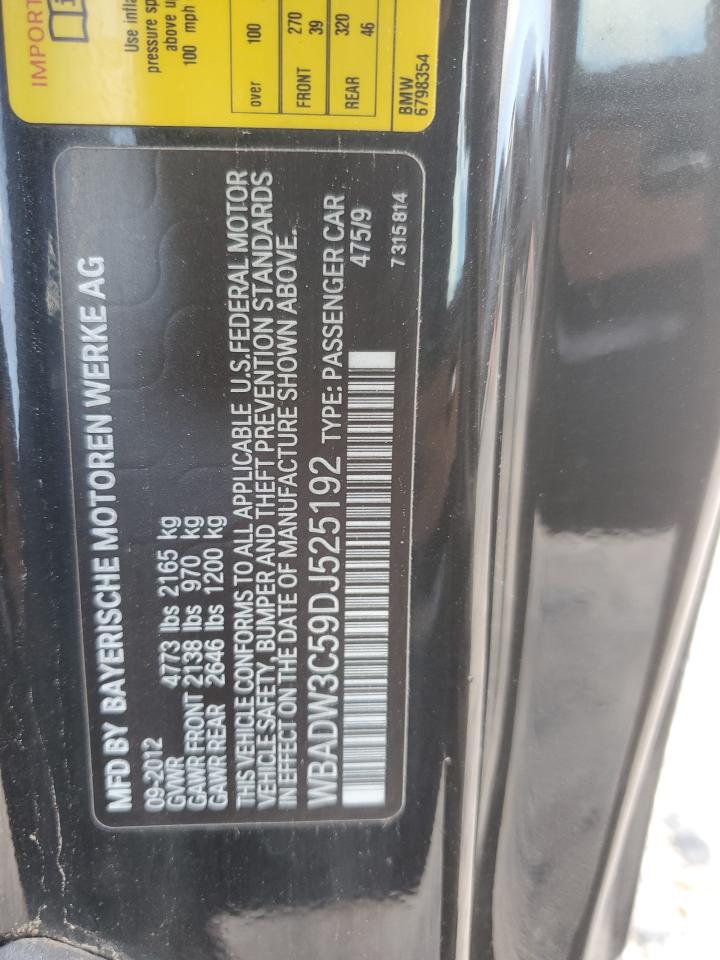 IMPORT
Use infla
pressure sp
above u
100 mph
over 100
FRONT 270 39
REAR 320 46
BMW
6798354
MFD BY BAYERISCHE MOTOREN WERKE AG
09-2012
GVWR 4773 lbs 2165 kg
GAWR FRONT 2138 lbs 970 kg
GAWR REAR 2646 lbs 1200 kg
THIS VEHICLE CONFORMS TO ALL APPLICABLE U.S. FEDERAL MOTOR
VEHICLE SAFETY, BUMPER AND THEFT PREVENTION STANDARDS
IN EFFECT ON THE DATE OF MANUFACTURE SHOWN ABOVE.
WBADW3C59DJ525192 TYPE: PASSENGER CAR
475/9
7 315 814